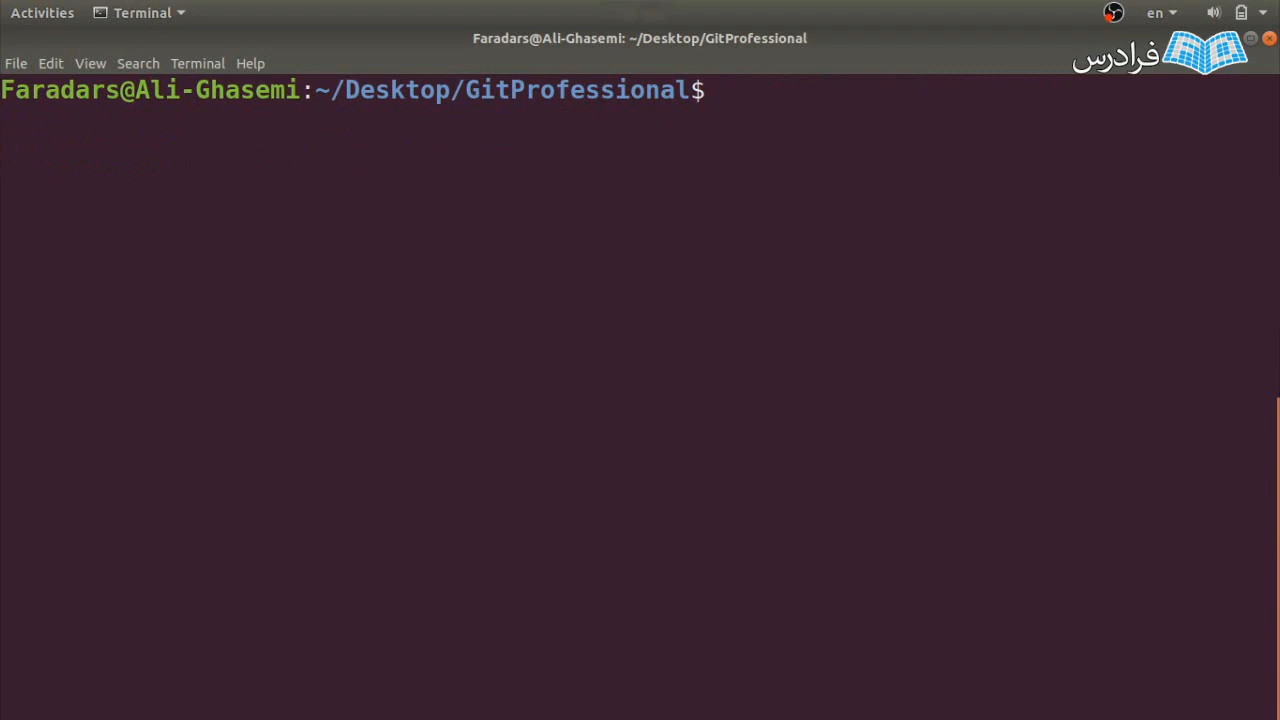 Activities Terminal en
Faradars@Ali-Ghasemi: ~/Desktop/GitProfessional
فرادرس
File Edit View Search Terminal Help
Faradars@Ali-Ghasemi:~/Desktop/GitProfessional$